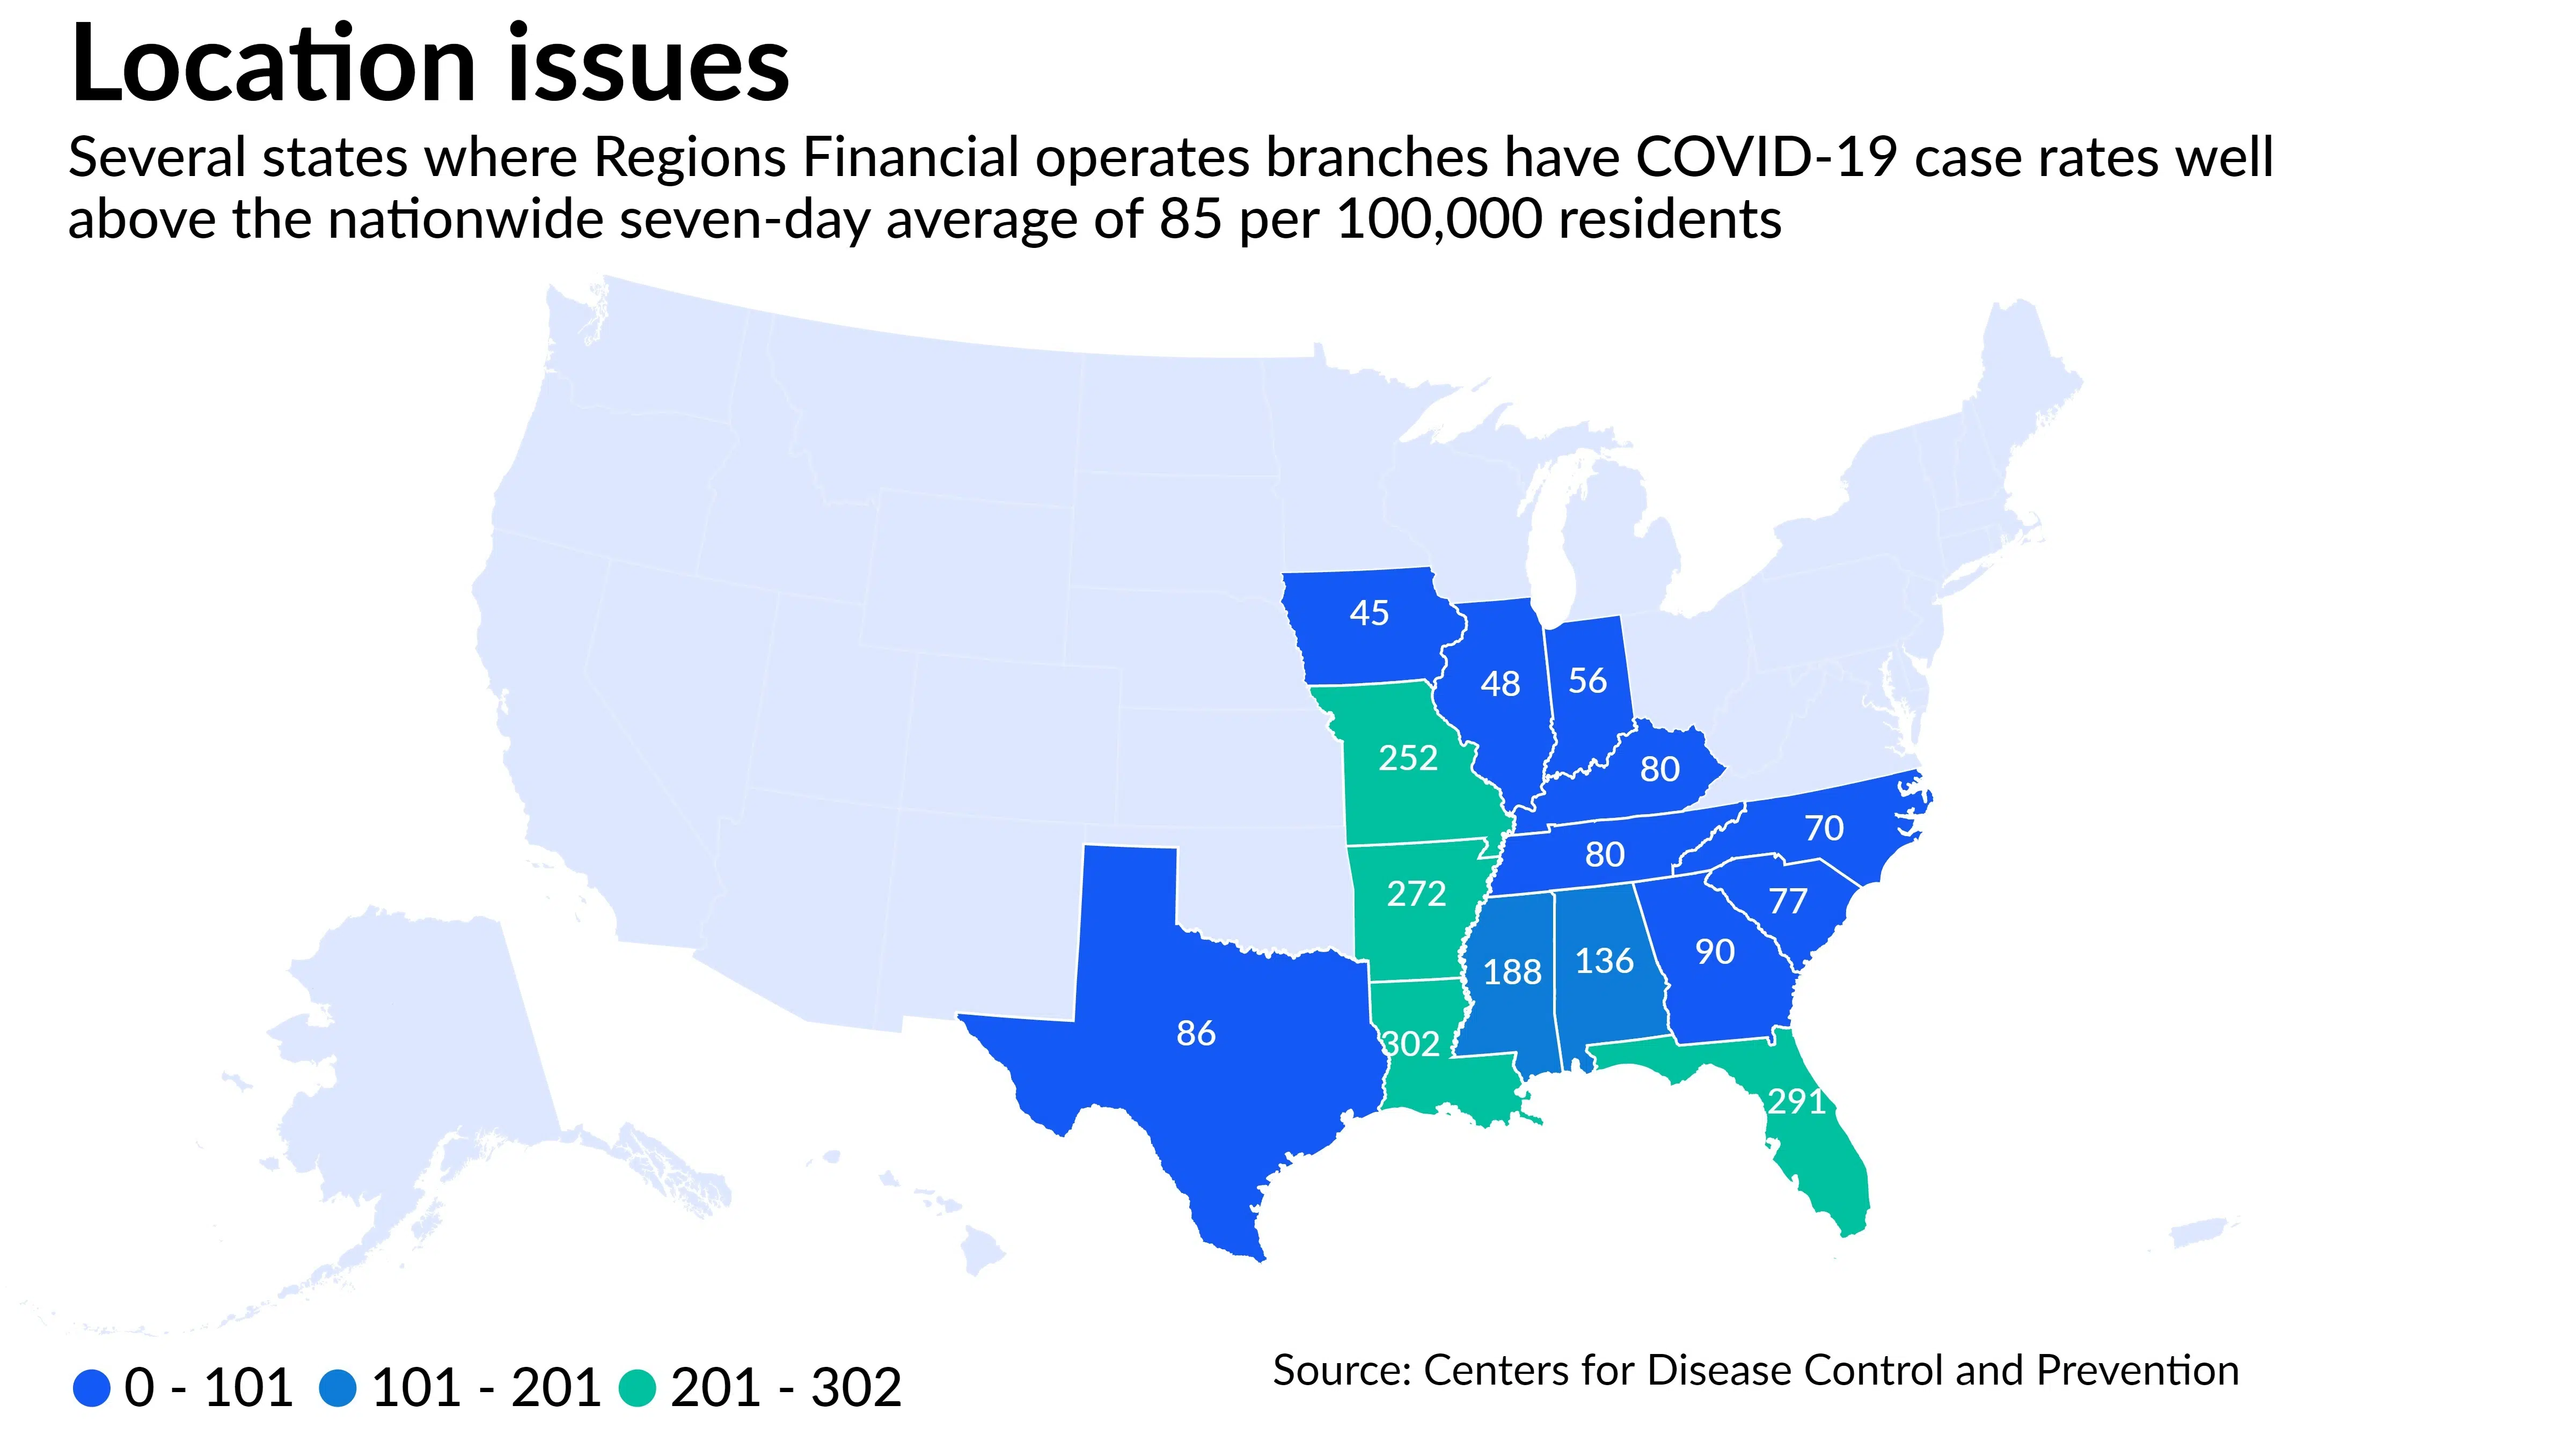 Location issues
Several states where Regions Financial operates branches have COVID-19 case rates well
above the nationwide seven-day average of 85 per 100,000 residents
45
48
56
252
80
70
80
272
77
90
136
188
86
302
291
0 - 101
101 - 201
201 - 302
Source: Centers for Disease Control and Prevention